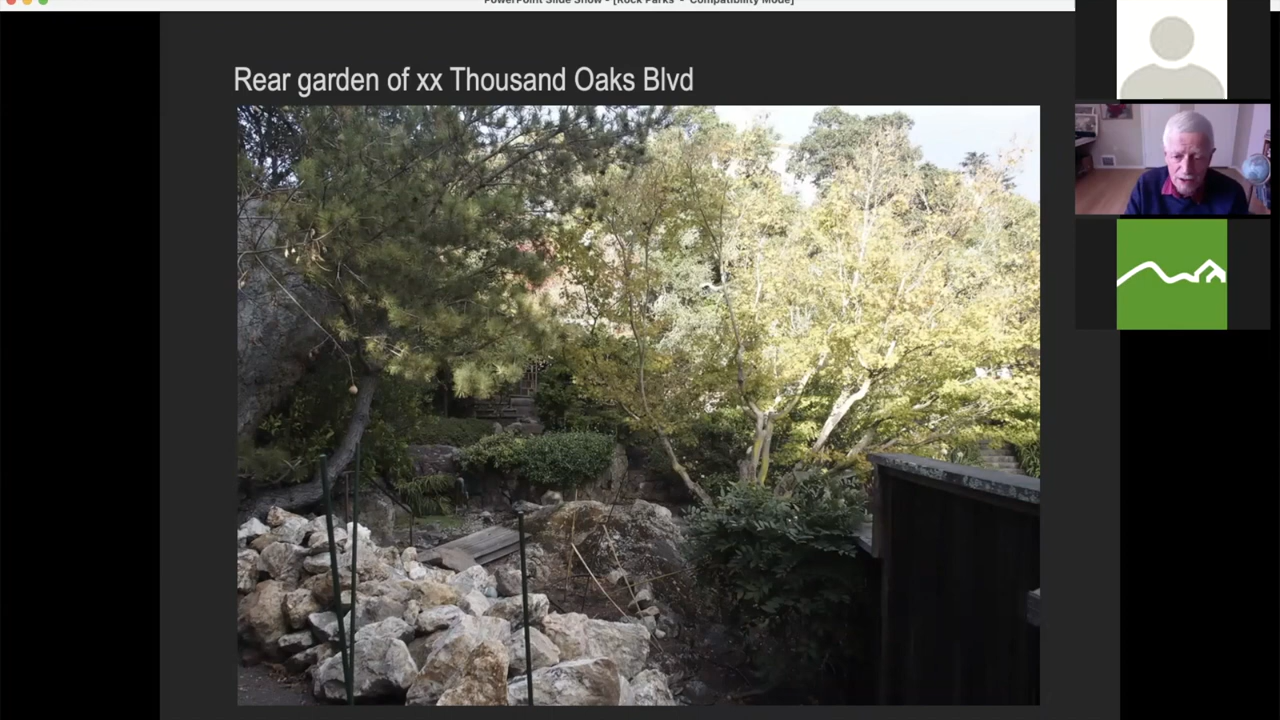 PowerPoint Slide Show - [Rock Parks - Compatibility Mode]
Rear garden of xx Thousand Oaks Blvd